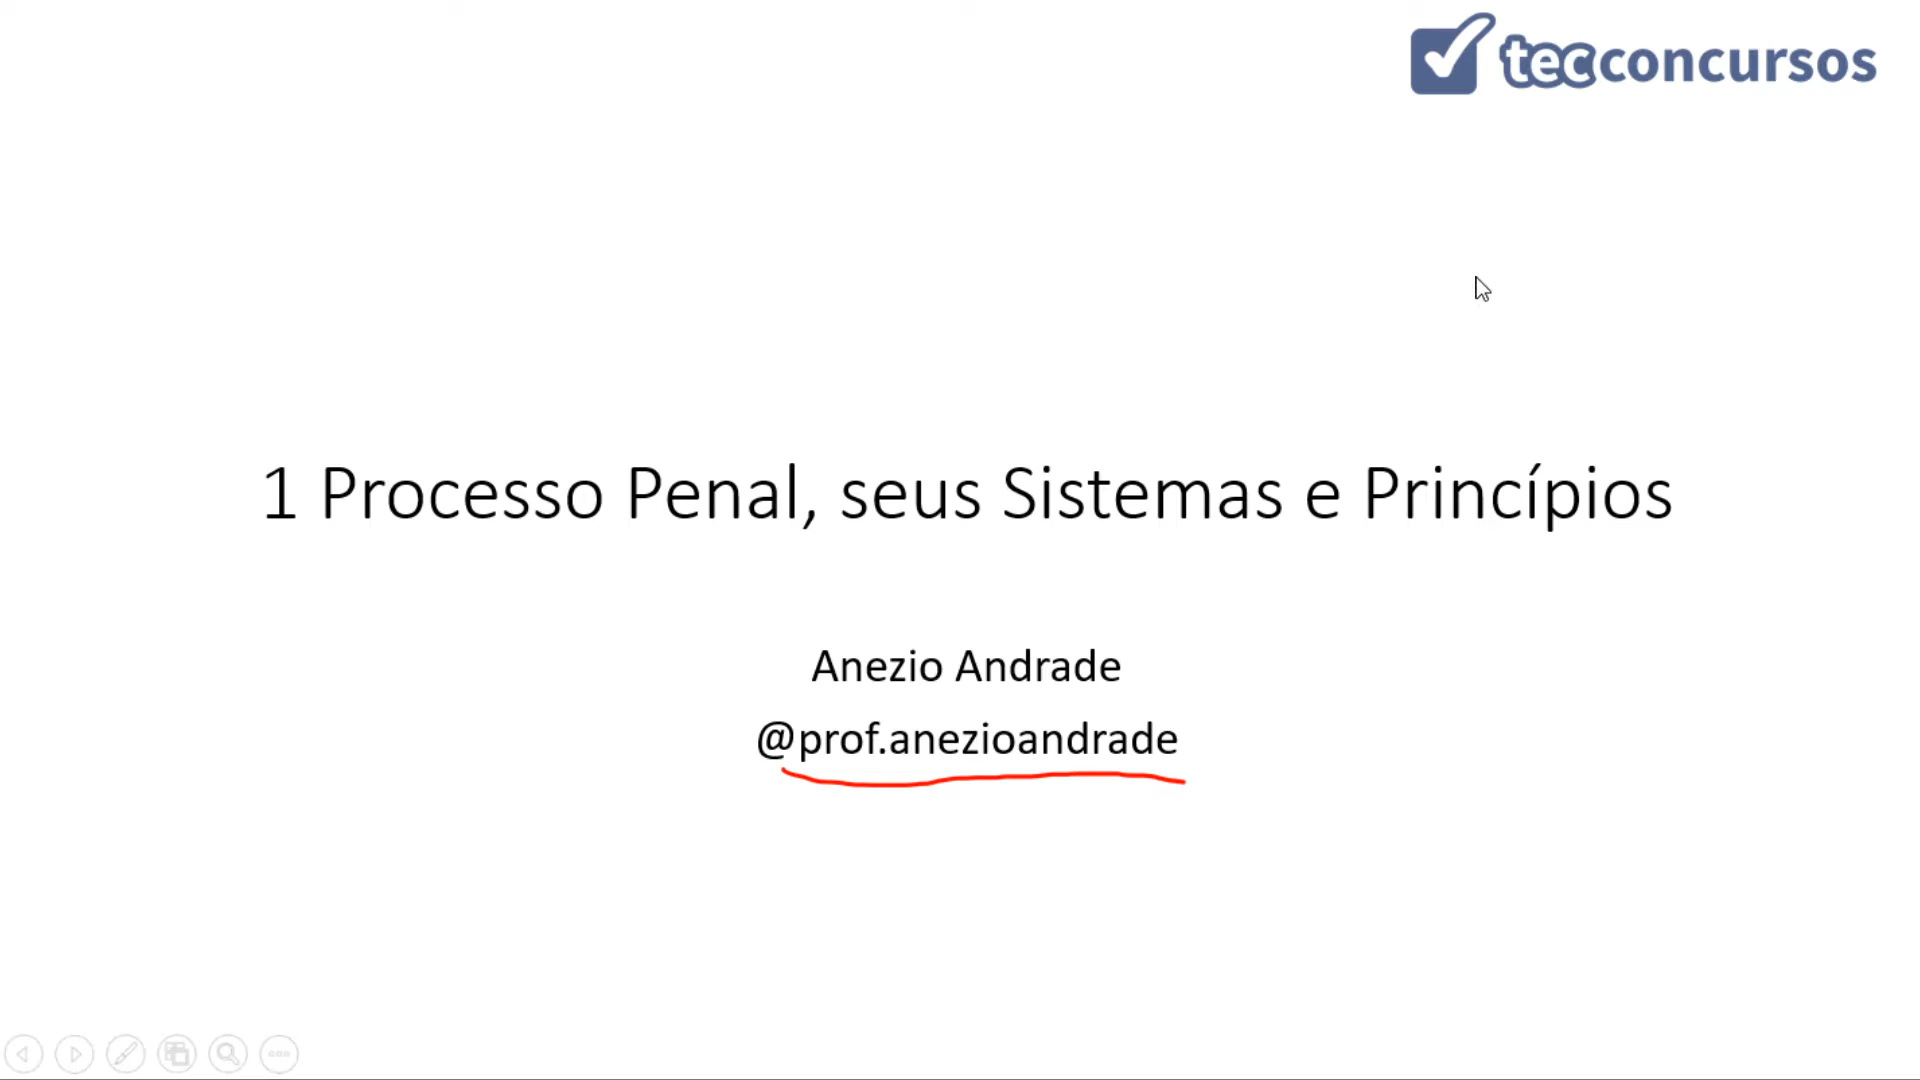 tecconcursos
1 Processo Penal, seus Sistemas e Princípios
Anezio Andrade
@prof.anezioandrade